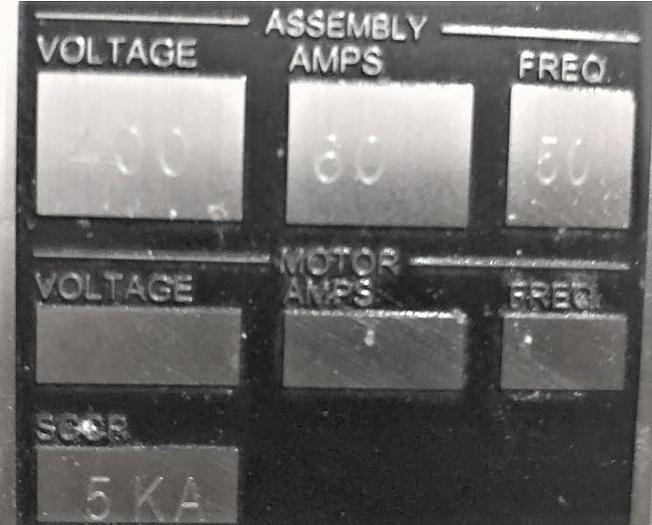 ASSEMBLY
VOLTAGE AMPS FREQ.
400 60 50
MOTOR
VOLTAGE AMPS FREQ.
SCCR
5 KA